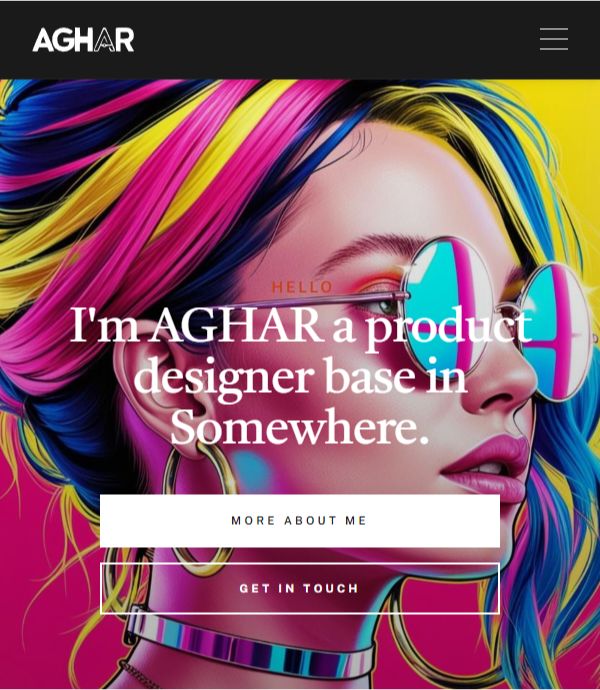 AGHAR
HELLO
I'm AGHAR a product
designer base in
Somewhere.
MORE ABOUT ME
GET IN TOUCH